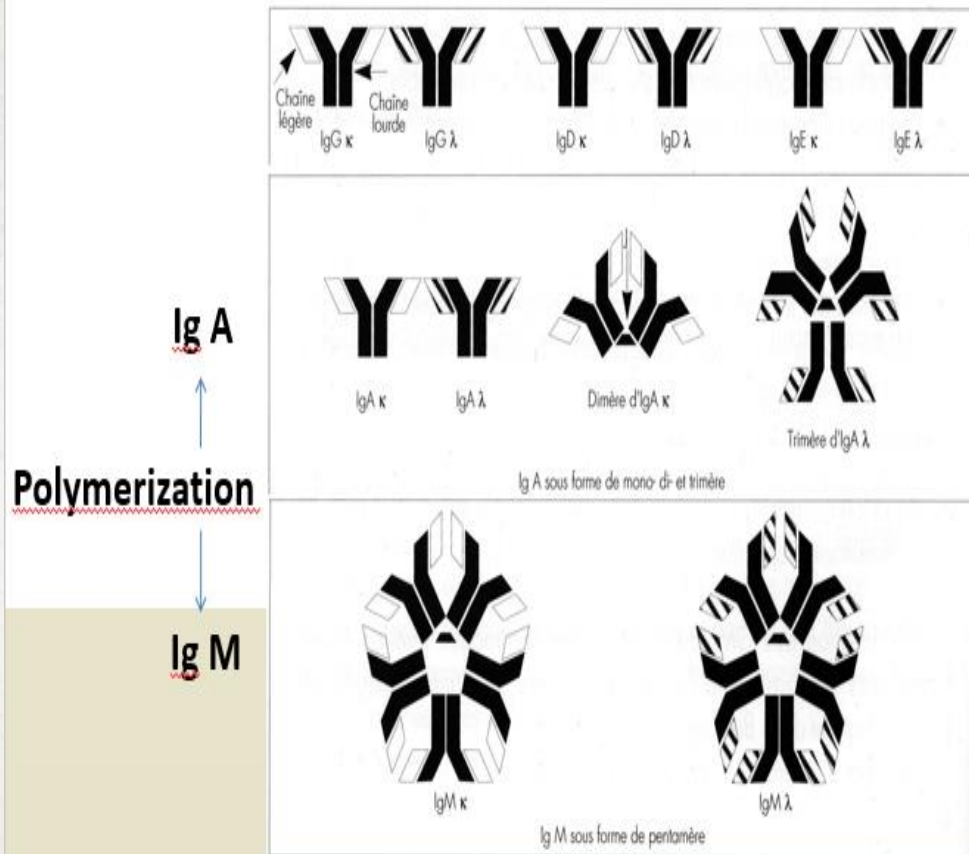 Chaîne légère
Chaîne lourde
IgG κ
IgG λ
IgD κ
IgD λ
IgE κ
IgE λ
Ig A
Polymerization
Ig M
IgA κ
IgA λ
Dimère d'IgA κ
Trimère d'IgA λ
Ig A sous forme de mono- di- et trimère
IgM κ
IgM λ
Ig M sous forme de pentamère